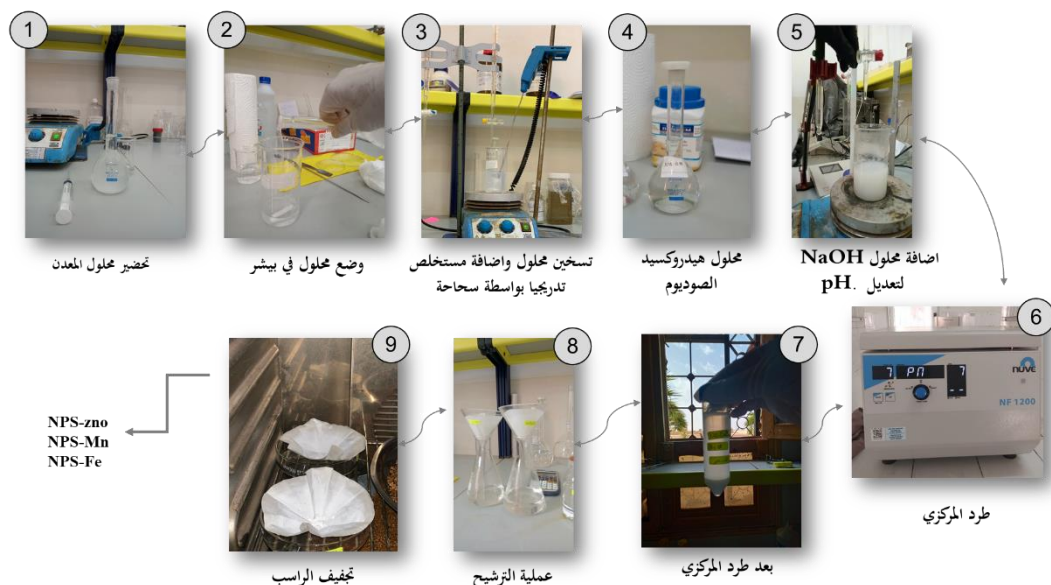 1
2
3
4
5
تحضير محلول المعدن
وضع محلول في بيشر
تسخين محلول واضافة مستخلص
تدريجيا بواسطة سحاحة
محلول هيدروكسيد
الصوديوم
اضافة محلول NaOH
لتعديل pH.
6
7
8
9
nüve
NF 1200
NPS-zno
NPS-Mn
NPS-Fe
طرد المركزي
بعد طرد المركزي
عملية الترشيح
تجفيف الراسب